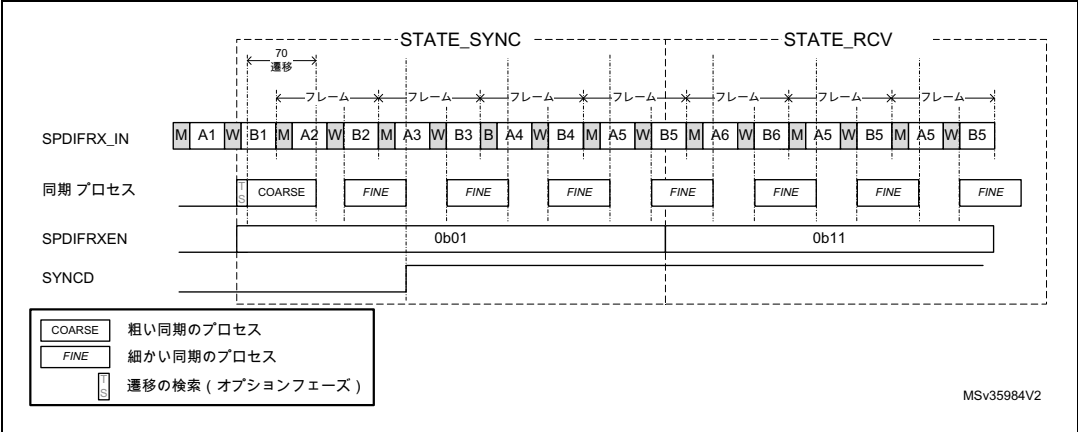 STATE_SYNC STATE_RCV
70
遷移
フレーム フレーム フレーム フレーム フレーム フレーム フレーム
SPDIFRX_IN M A1 W B1 M A2 W B2 M A3 W B3 B A4 W B4 M A5 W B5 M A6 W B6 M A5 W B5 M A5 W B5
同期 プロセス TS COARSE FINE FINE FINE FINE FINE FINE FINE
SPDIFRXEN 0b01 0b11
SYNCD
COARSE 粗い同期のプロセス
FINE 細かい同期のプロセス
TS 遷移の検索 ( オプションフェーズ )
MSv35984V2